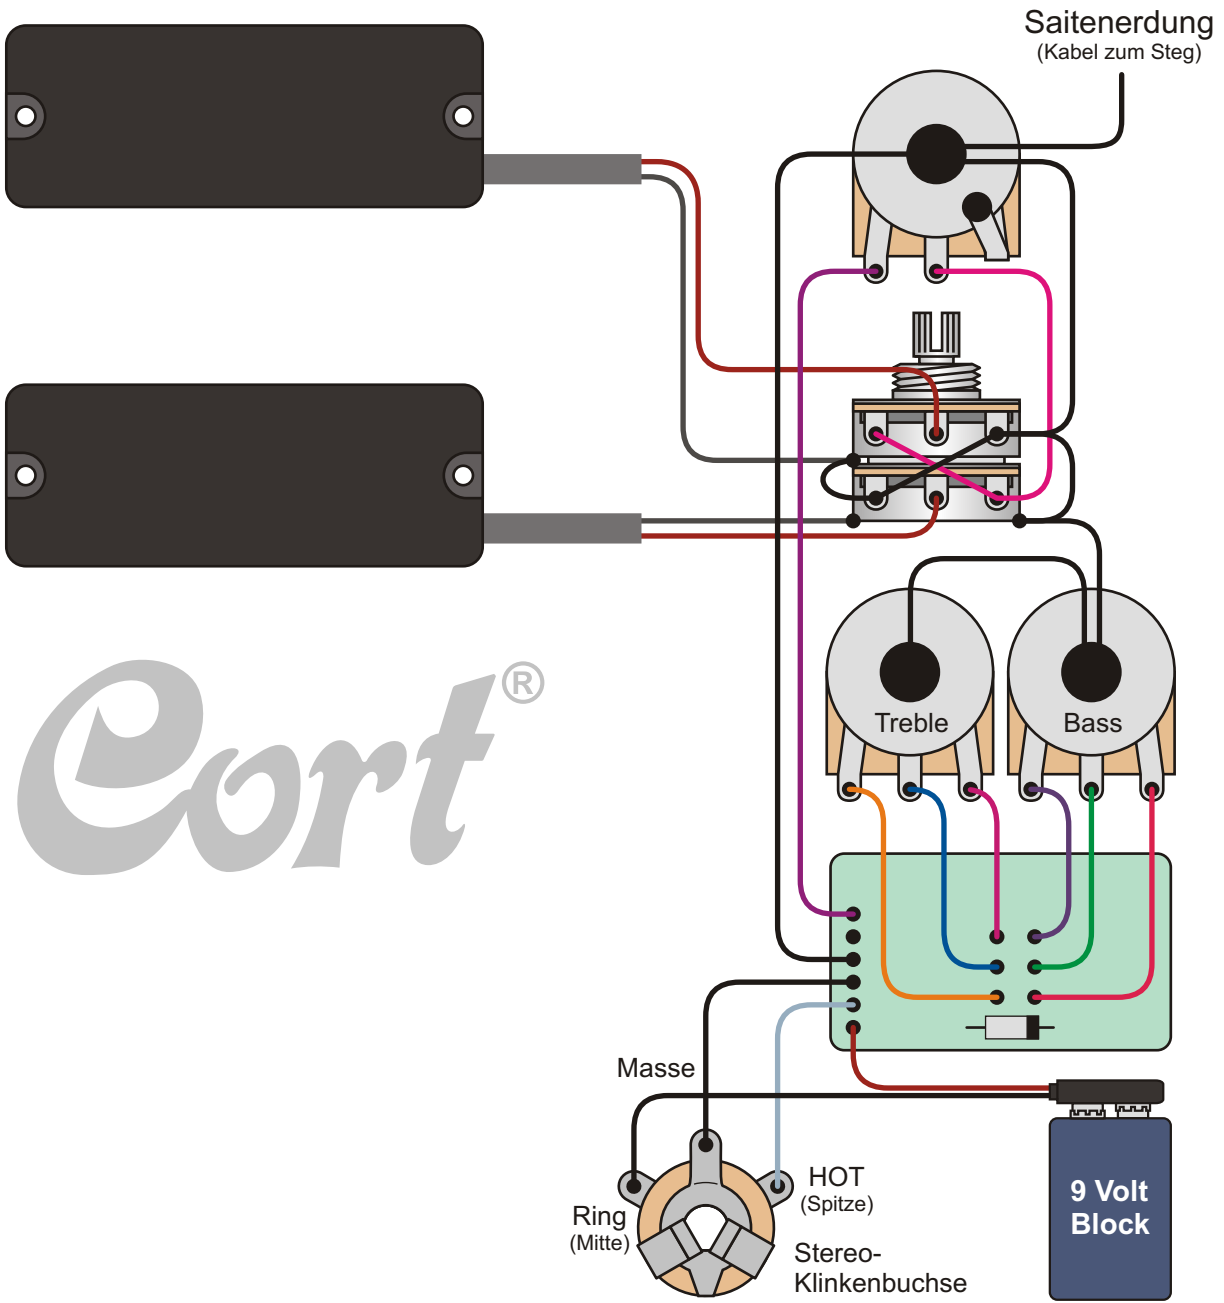 Saitenerdung
(Kabel zum Steg)
Cort®
Treble
Bass
Masse
HOT
(Spitze)
Ring
(Mitte)
Stereo-
Klinkenbuchse
9 Volt
Block